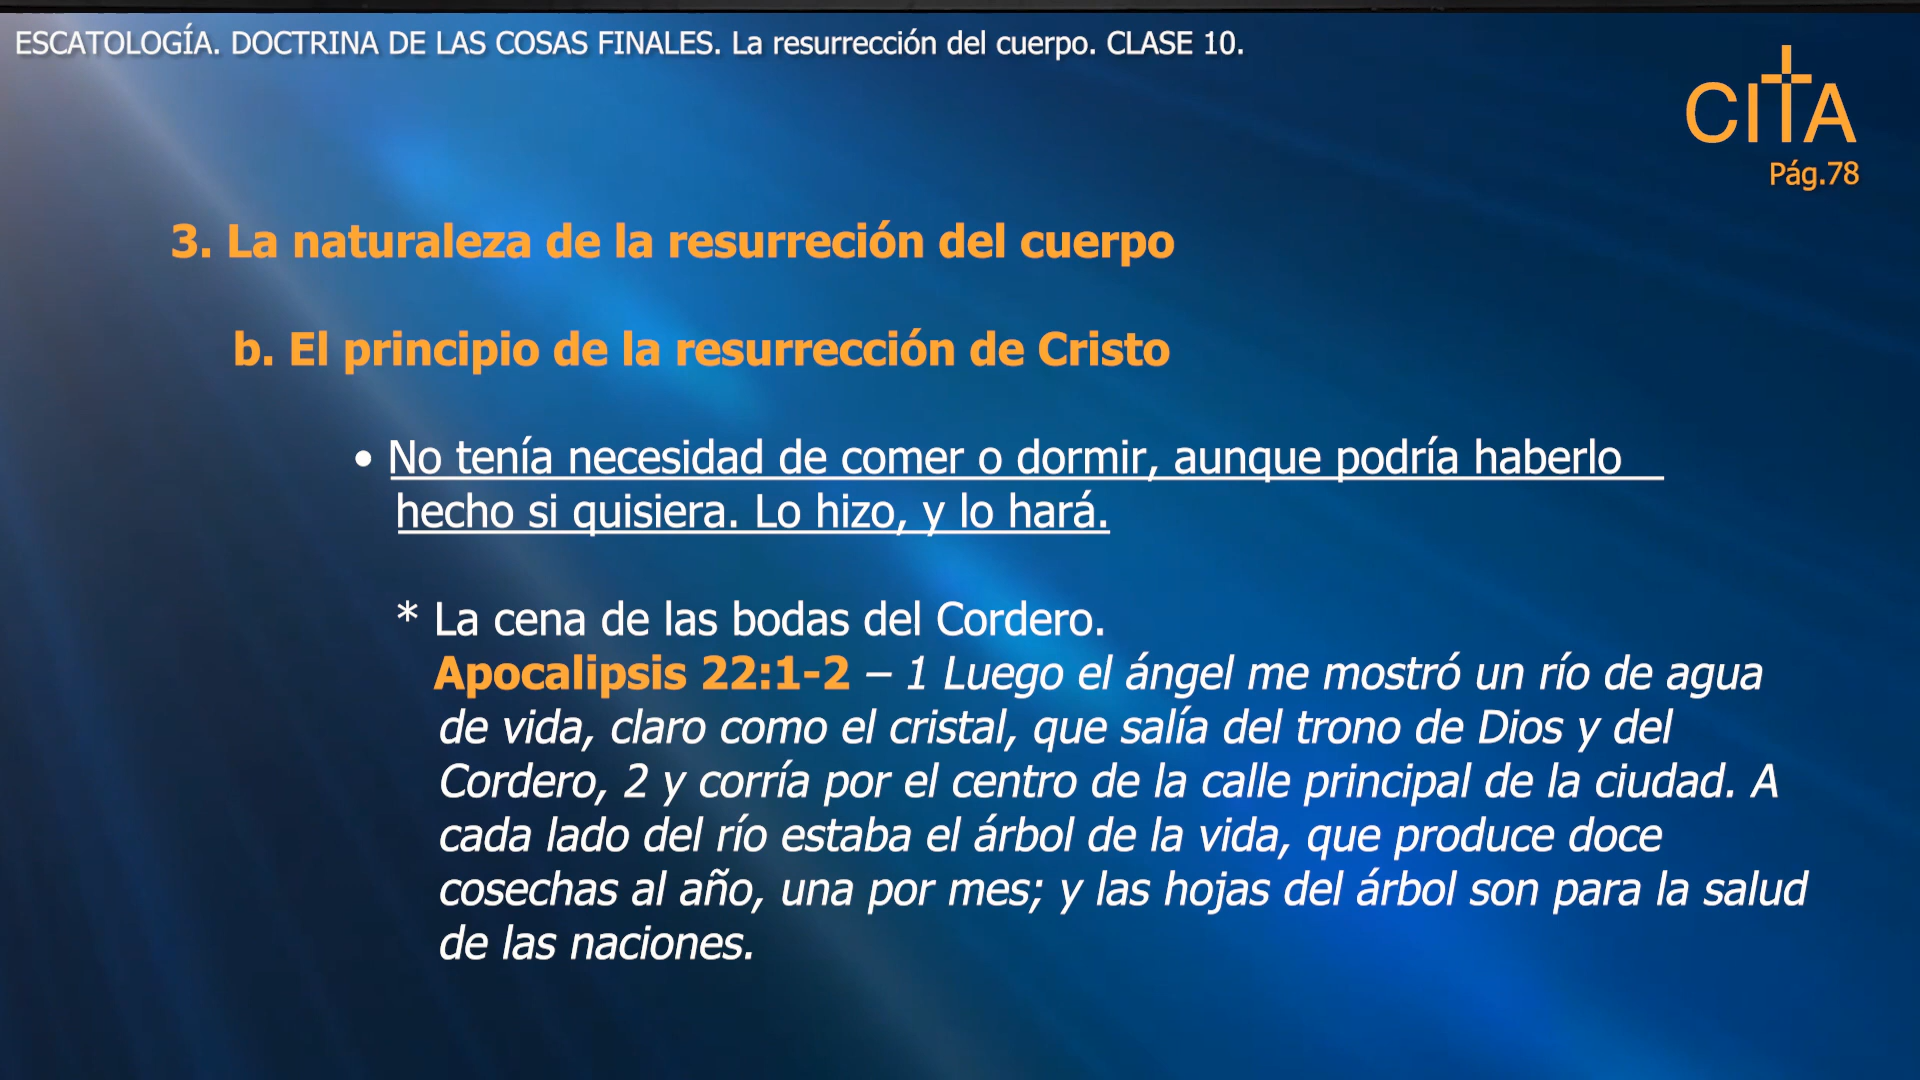 ESCATOLOGÍA. DOCTRINA DE LAS COSAS FINALES. La resurrección del cuerpo. CLASE 10.
CITA
Pág.78
3. La naturaleza de la resurreción del cuerpo
b. El principio de la resurrección de Cristo
• No tenía necesidad de comer o dormir, aunque podría haberlo
hecho si quisiera. Lo hizo, y lo hará.
* La cena de las bodas del Cordero.
Apocalipsis 22:1-2 – 1 Luego el ángel me mostró un río de agua
de vida, claro como el cristal, que salía del trono de Dios y del
Cordero, 2 y corría por el centro de la calle principal de la ciudad. A
cada lado del río estaba el árbol de la vida, que produce doce
cosechas al año, una por mes; y las hojas del árbol son para la salud
de las naciones.